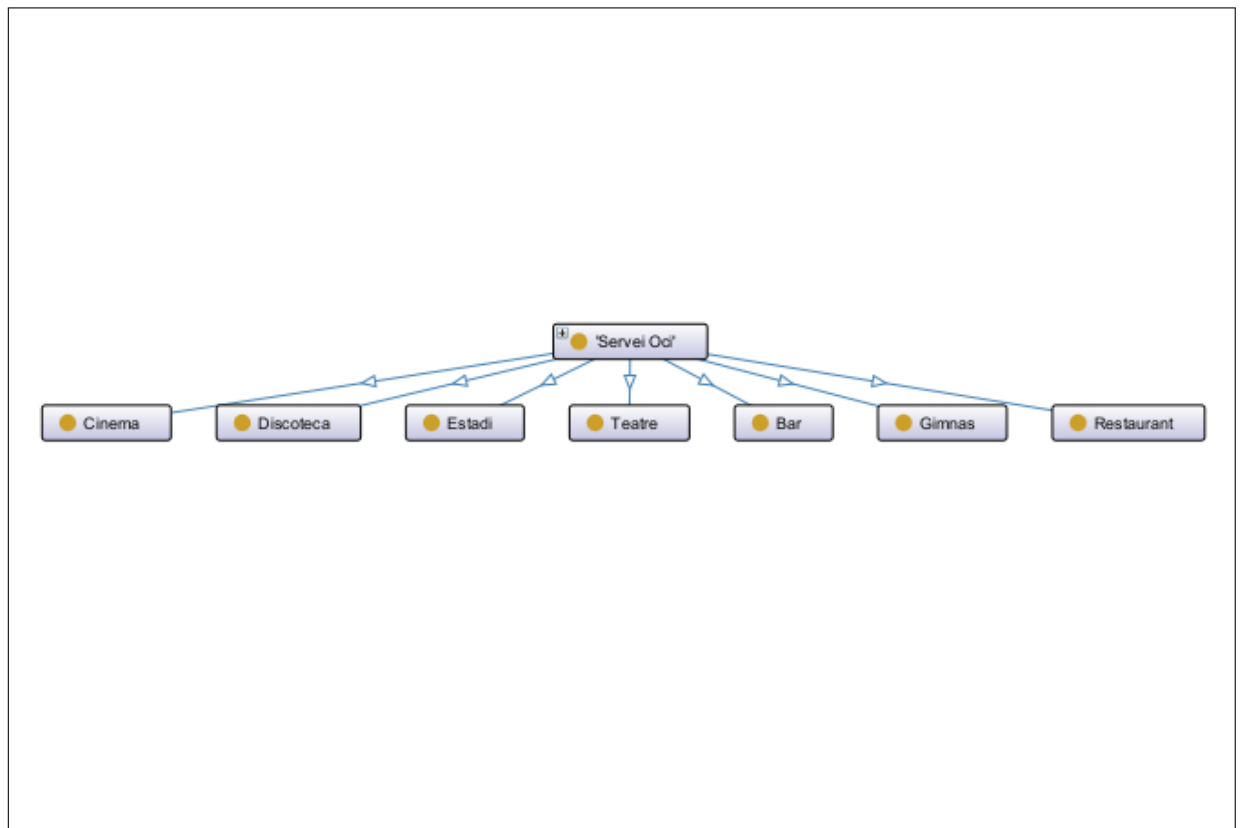 'Servei Oci'
Cinema
Discoteca
Estadi
Teatre
Bar
Gimnas
Restaurant